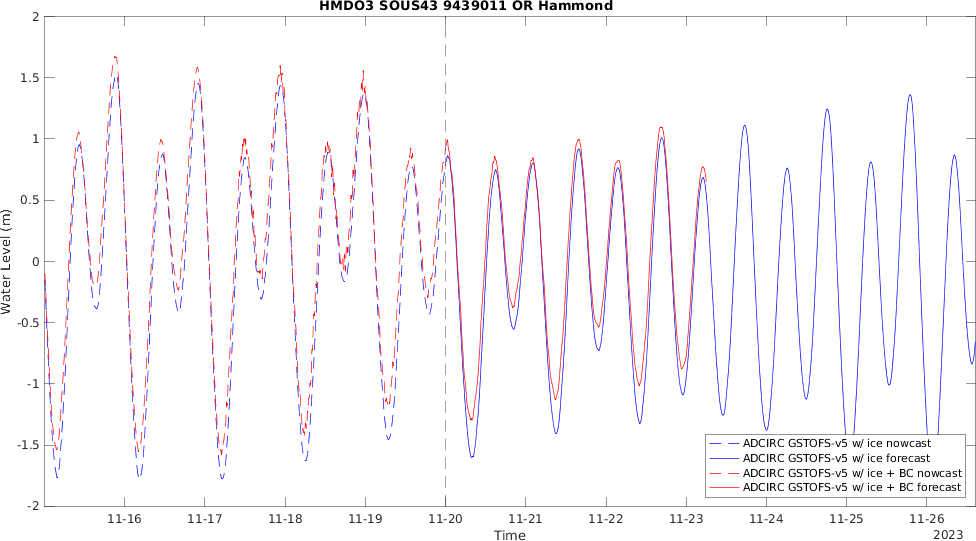 HMDO3 SOUS43 9439011 OR Hammond
2
1.5
1
0.5
0
-0.5
-1
-1.5
-2
Water Level (m)
ADCIRC GSTOFS-v5 w/ ice nowcast
ADCIRC GSTOFS-v5 w/ ice forecast
ADCIRC GSTOFS-v5 w/ ice + BC nowcast
ADCIRC GSTOFS-v5 w/ ice + BC forecast
11-16 11-17 11-18 11-19 11-20 11-21 11-22 11-23 11-24 11-25 11-26
Time
2023